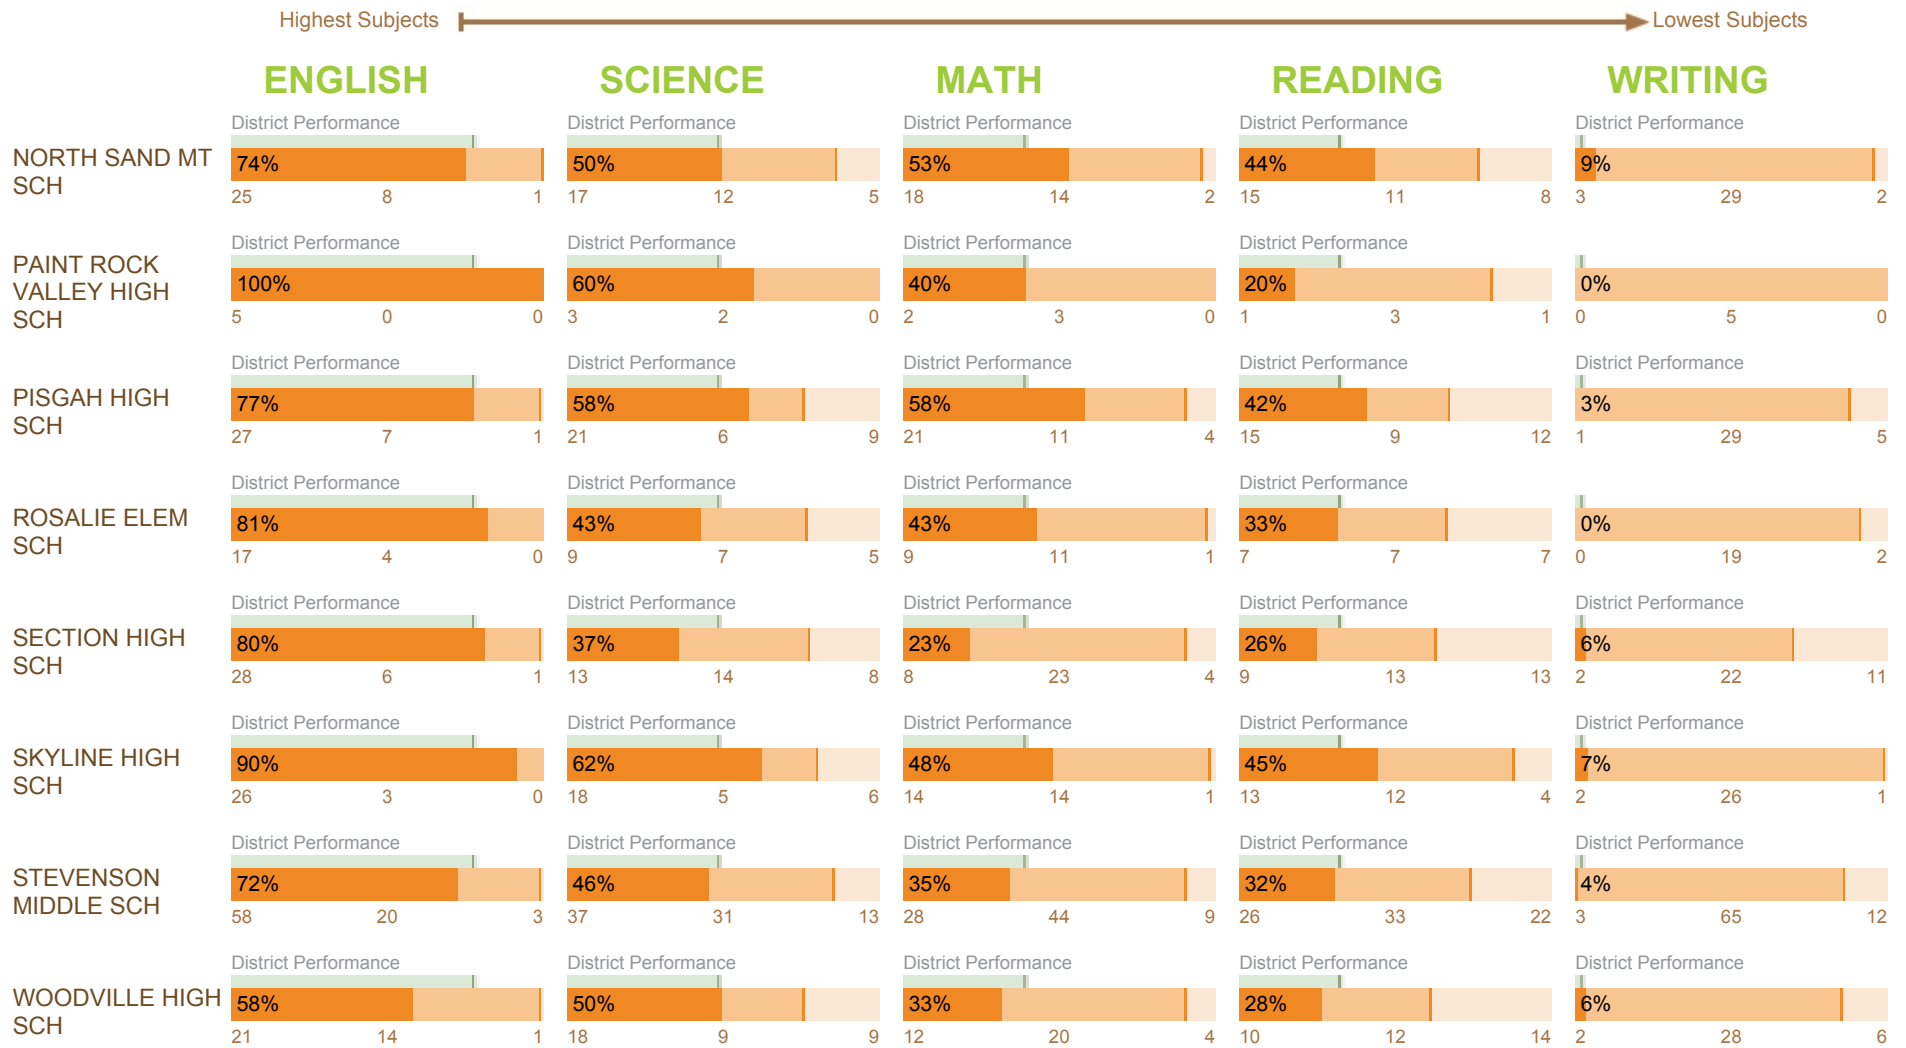 Highest Subjects Lowest Subjects
ENGLISH SCIENCE MATH READING WRITING
District Performance District Performance District Performance District Performance District Performance
NORTH SAND MT
SCH
74% 50% 53% 44% 9%
25 8 1 17 12 5 18 14 2 15 11 8 3 29 2
District Performance District Performance District Performance District Performance
PAINT ROCK
VALLEY HIGH
SCH
100% 60% 40% 20% 0%
5 0 0 3 2 0 2 3 0 1 3 1 0 5 0
District Performance District Performance District Performance District Performance District Performance
PISGAH HIGH
SCH
77% 58% 58% 42% 3%
27 7 1 21 6 9 21 11 4 15 9 12 1 29 5
District Performance District Performance District Performance District Performance
ROSALIE ELEM
SCH
81% 43% 43% 33% 0%
17 4 0 9 7 5 9 11 1 7 7 7 0 19 2
District Performance District Performance District Performance District Performance District Performance
SECTION HIGH
SCH
80% 37% 23% 26% 6%
28 6 1 13 14 8 8 23 4 9 13 13 2 22 11
District Performance District Performance District Performance District Performance District Performance
SKYLINE HIGH
SCH
90% 62% 48% 45% 7%
26 3 0 18 5 6 14 14 1 13 12 4 2 26 1
District Performance District Performance District Performance District Performance District Performance
STEVENSON
MIDDLE SCH
72% 46% 35% 32% 4%
58 20 3 37 31 13 28 44 9 26 33 22 3 65 12
District Performance District Performance District Performance District Performance District Performance
WOODVILLE HIGH
SCH
58% 50% 33% 28% 6%
21 14 1 18 9 9 12 20 4 10 12 14 2 28 6